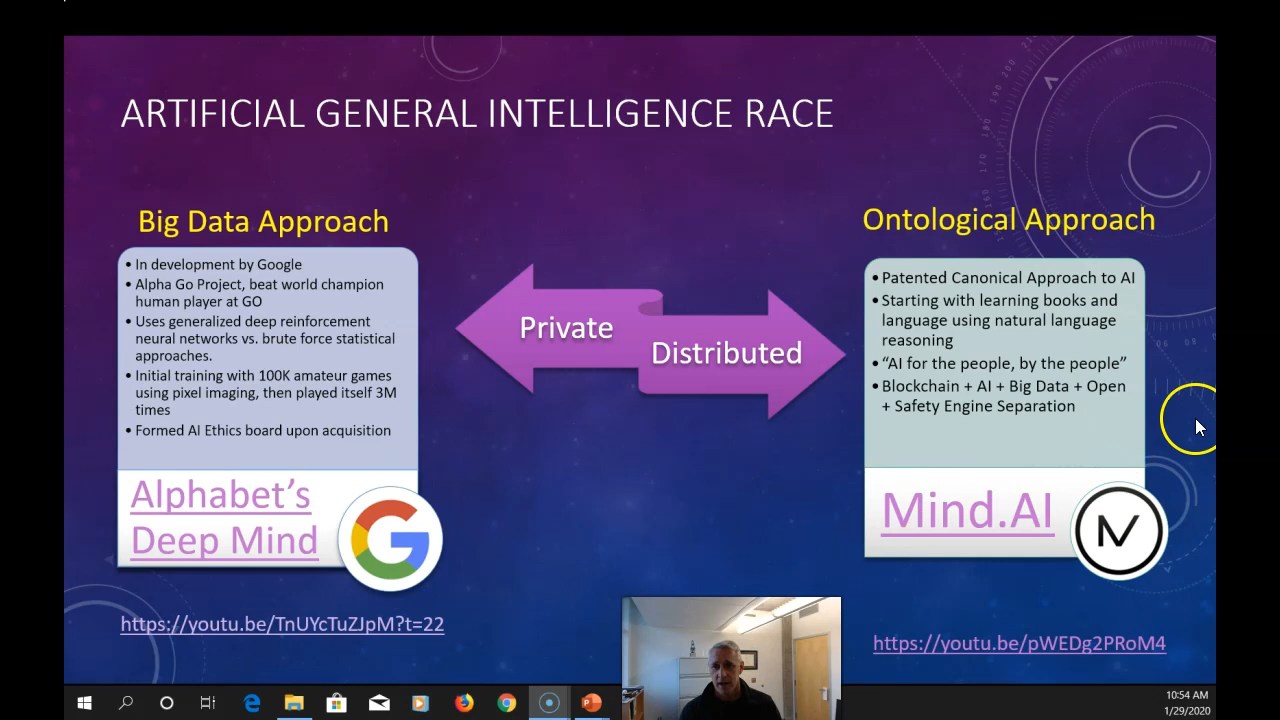 ARTIFICIAL GENERAL INTELLIGENCE RACE
Big Data Approach
• In development by Google
• Alpha Go Project, beat world champion
human player at GO
• Uses generalized deep reinforcement
neural networks vs. brute force statistical
approaches.
• Initial training with 100K amateur games
using pixel imaging, then played itself 3M
times
• Formed AI Ethics board upon acquisition
Alphabet's
Deep Mind
https://youtu.be/TnUYcTuZJpM?t=22
Private
Distributed
Ontological Approach
• Patented Canonical Approach to AI
• Starting with learning books and
language using natural language
reasoning
• “AI for the people, by the people”
• Blockchain + AI + Big Data + Open
+ Safety Engine Separation
Mind.AI
https://youtu.be/pWEDg2PRoM4
10:54 AM
1/29/2020